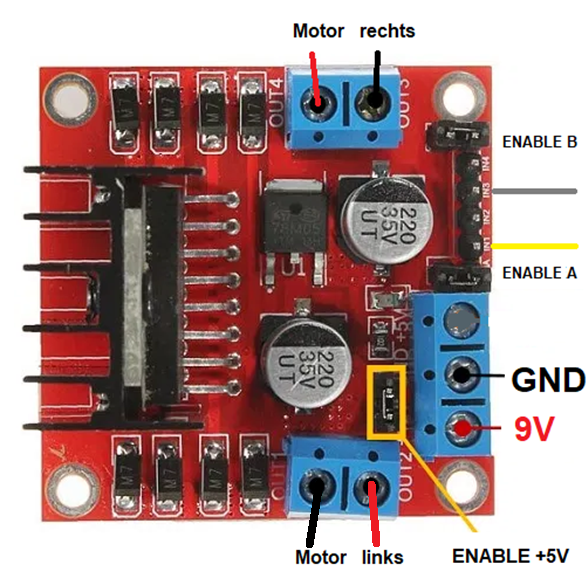 Motor rechts
M7
M7
M7
M7
OUT4
OUT3
ENABLE B
IN4
IN3
IN2
IN1
A
ENABLE A
78M05
U1
220
35V
UT
220
35V
UT
+5V
D
GND
9V
M7
M7
M7
M7
OUT1
OUT2
Motor links
ENABLE +5V